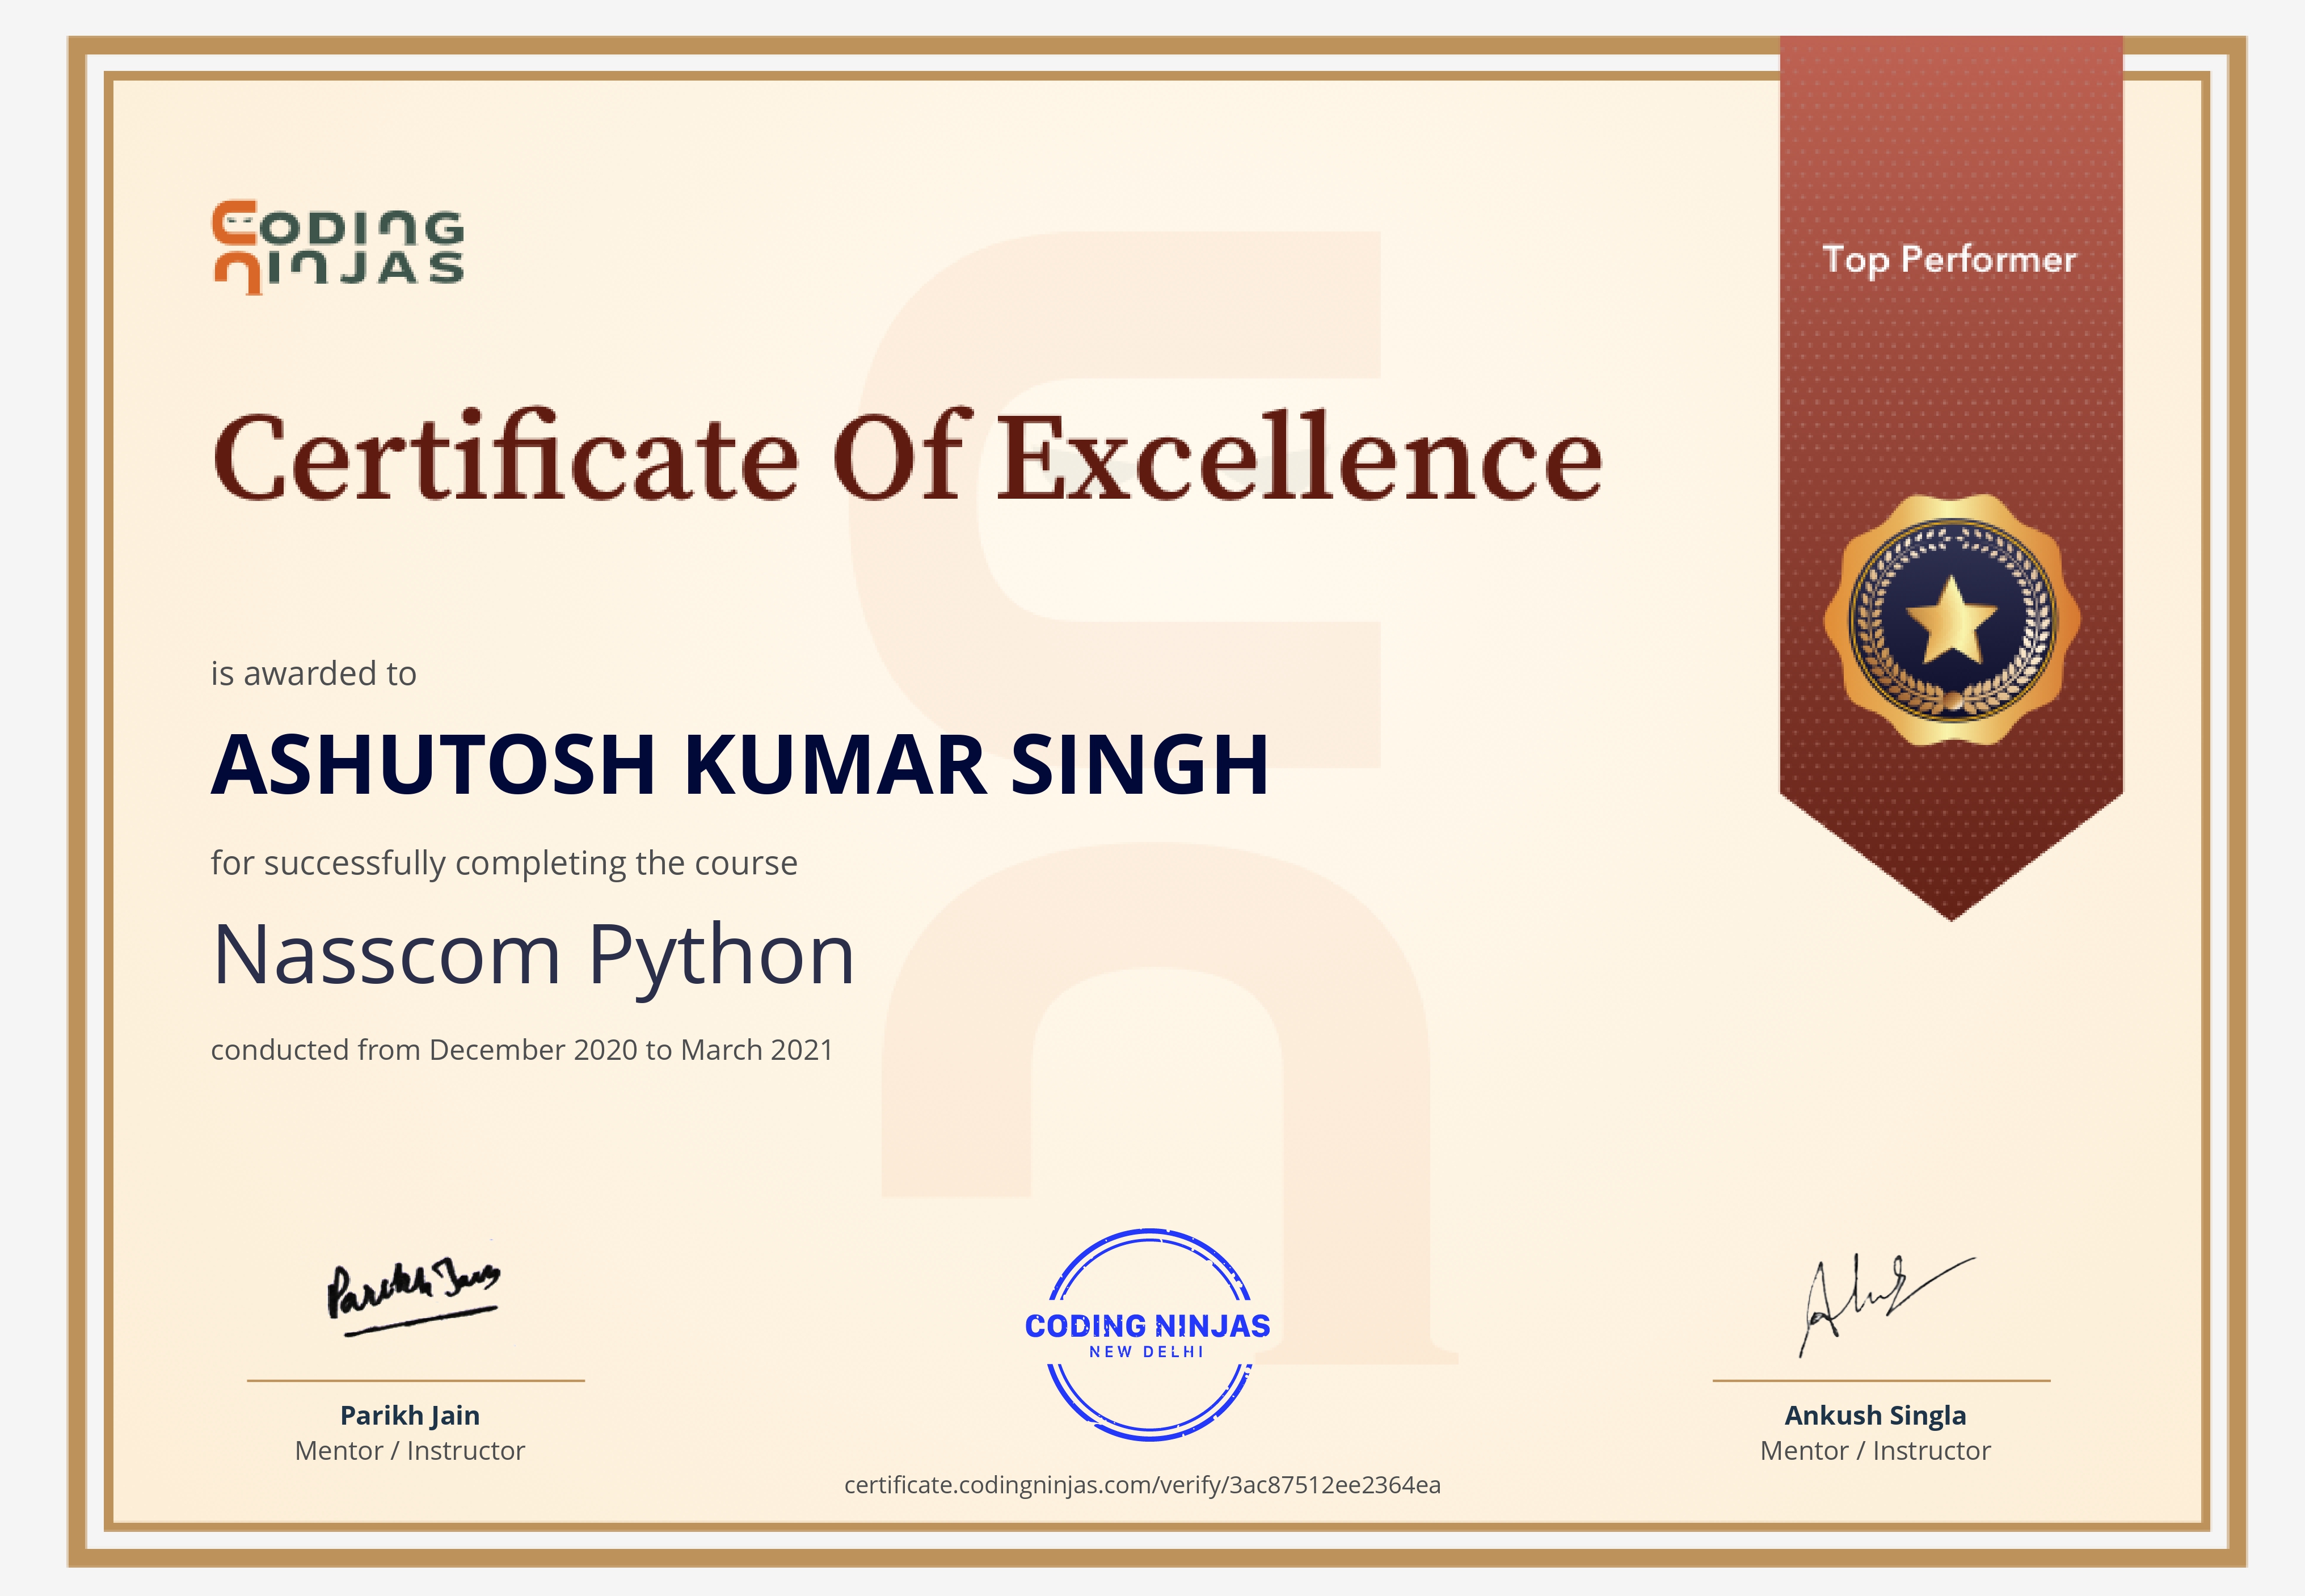 CODING
NINJAS
Top Performer
Certificate Of Excellence
is awarded to
ASHUTOSH KUMAR SINGH
for successfully completing the course
Nasscom Python
conducted from December 2020 to March 2021
Parikh Jain
CODING NINJAS
NEW DELHI
Parikh Jain
Mentor / Instructor
Ankush Singla
Mentor / Instructor
certificate.codingninjas.com/verify/3ac87512ee2364ea